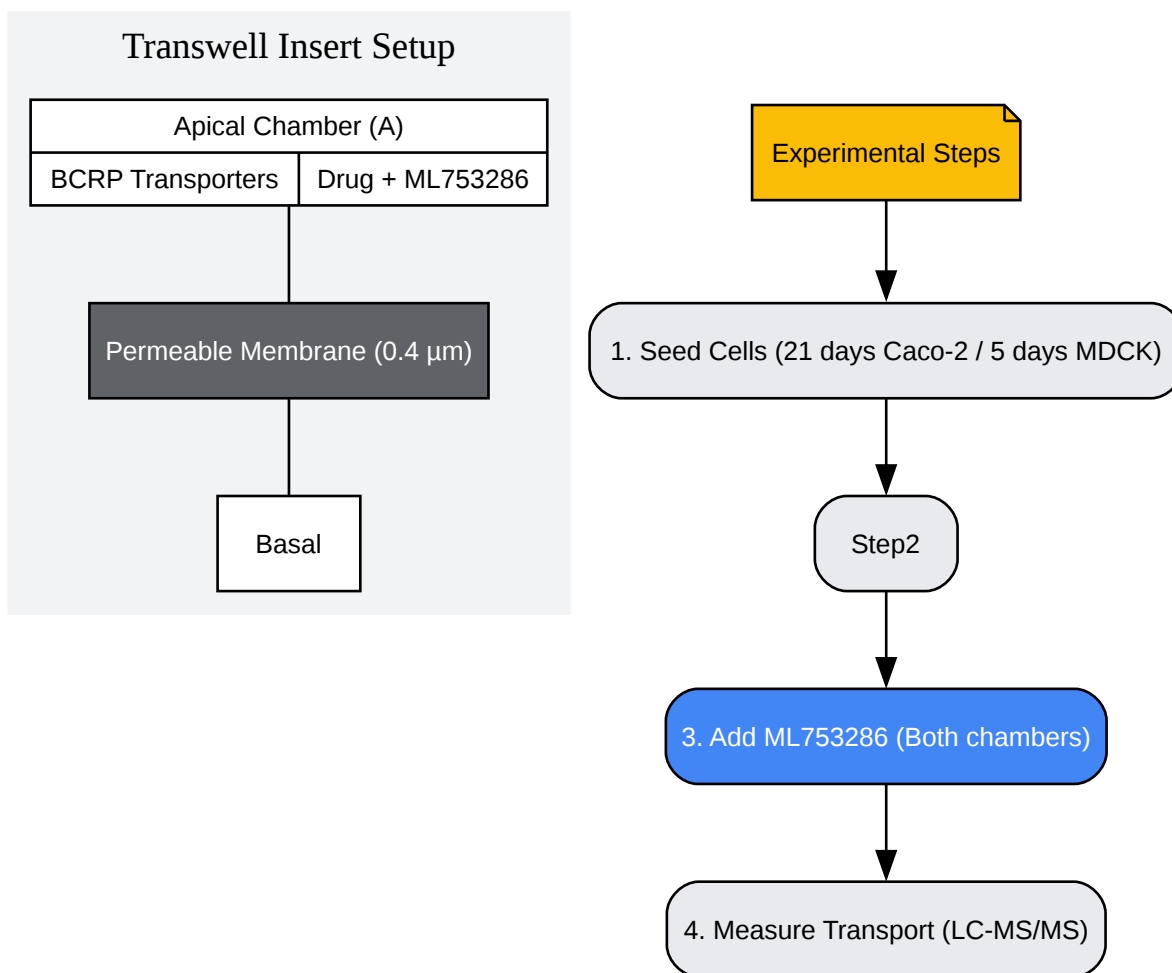 Transwell Insert Setup
Apical Chamber (A)
BCRP Transporters
Drug + ML753286
Permeable Membrane (0.4 µm)
Basal
Experimental Steps
1. Seed Cells (21 days Caco-2 / 5 days MDCK)
Step2
3. Add ML753286 (Both chambers)
4. Measure Transport (LC-MS/MS)